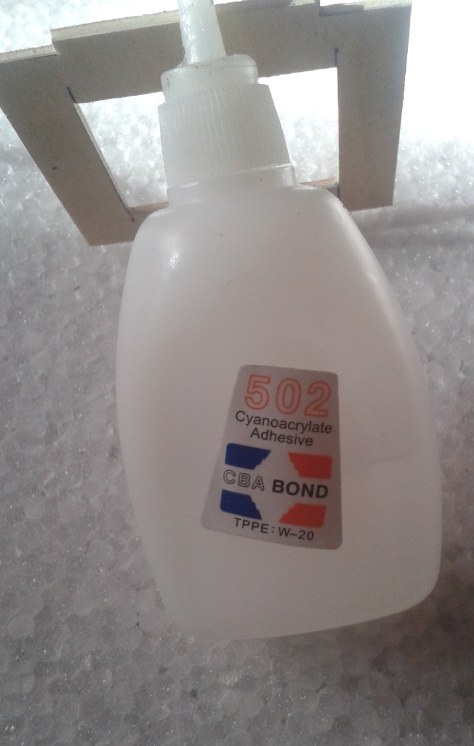 502
Cyanoacrylate
Adhesive
CBA BOND
TPPE:W-20